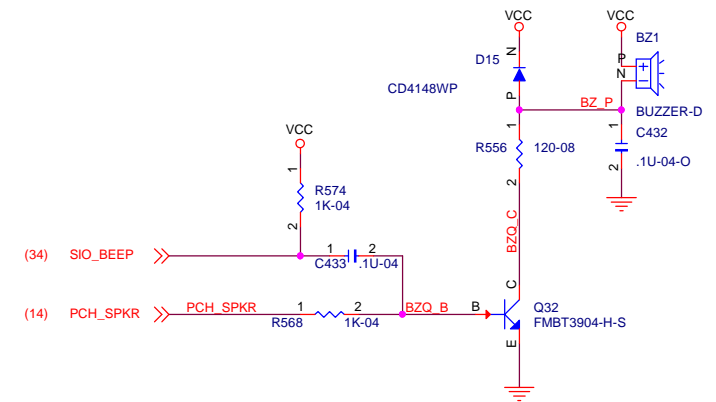 VCC
VCC
BZ1
N
D15
P
N
CD4148WP
P
BZ_P
BUZZER-D
1
1
C432
VCC
R556
120-08
.1U-04-O
2
2
1
R574
1K-04
2
BZQ_C
(34) SIO_BEEP
1
2
C433
.1U-04
C
(14) PCH_SPKR
PCH_SPKR
1
2
BZQ_B
B
Q32
R568
1K-04
FMBT3904-H-S
E